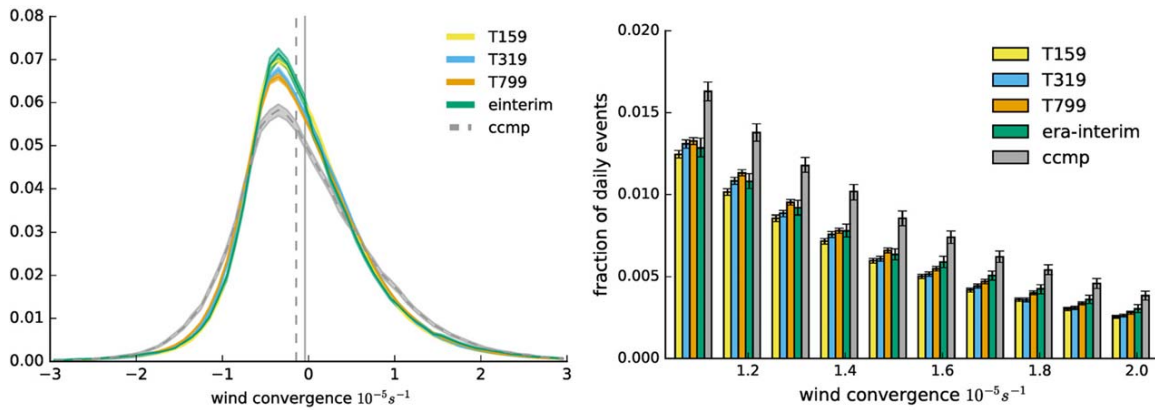 0.08
0.07
0.06
0.05
0.04
0.03
0.02
0.01
0.00
−3 −2 −1 0 1 2 3
wind convergence 10⁻⁵s⁻¹
T159
T319
T799
einterim
ccmp
fraction of daily events
0.020
0.015
0.010
0.005
0.000
1.2 1.4 1.6 1.8 2.0
wind convergence 10⁻⁵s⁻¹
T159
T319
T799
era-interim
ccmp